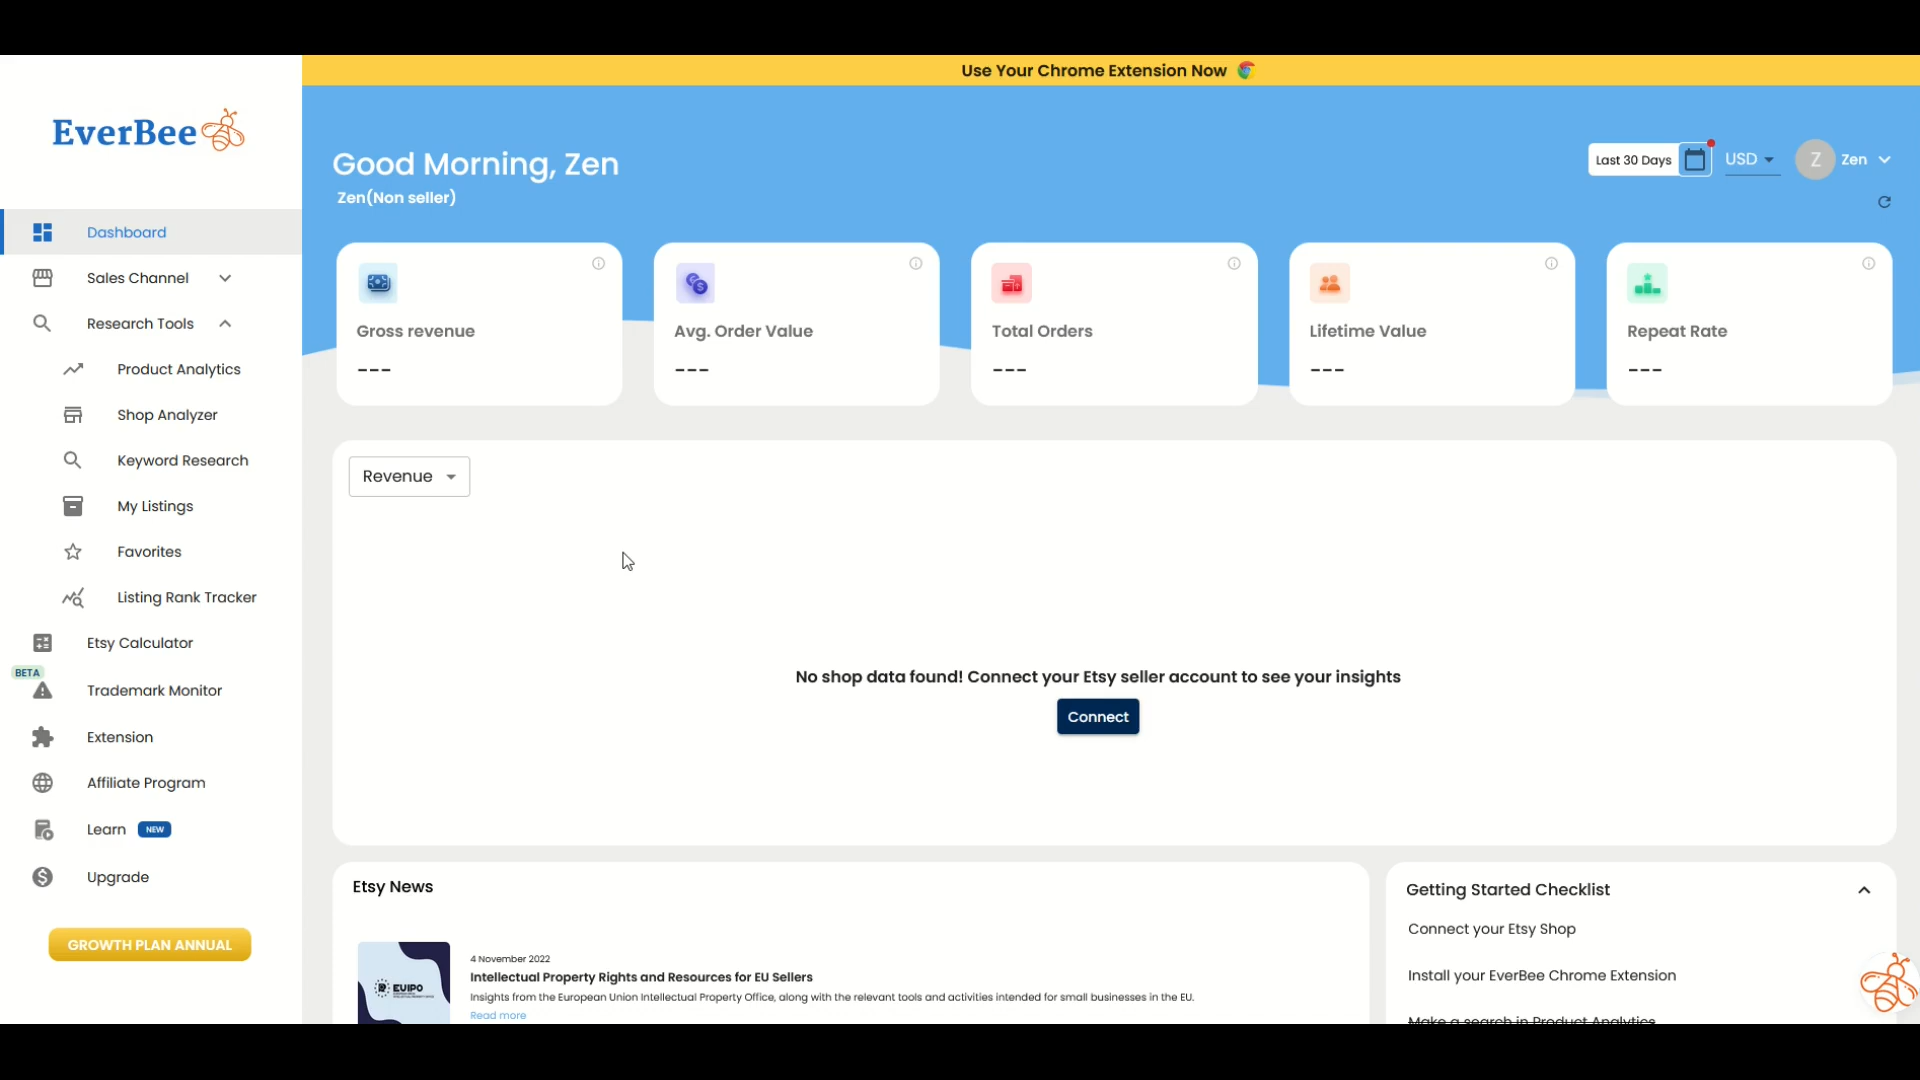 Use Your Chrome Extension Now
EverBee
Good Morning, Zen
Zen(Non seller)
Last 30 Days
USD
Z
Zen
Dashboard
Sales Channel
Research Tools
Product Analytics
Shop Analyzer
Keyword Research
My Listings
Favorites
Listing Rank Tracker
Etsy Calculator
BETA
Trademark Monitor
Extension
Affiliate Program
Learn NEW
Upgrade
GROWTH PLAN ANNUAL
Gross revenue
---
Avg. Order Value
---
Total Orders
---
Lifetime Value
---
Repeat Rate
---
Revenue
No shop data found! Connect your Etsy seller account to see your insights
Connect
Etsy News
EUIPO
4 November 2022
Intellectual Property Rights and Resources for EU Sellers
Insights from the European Union Intellectual Property Office, along with the relevant tools and activities intended for small businesses in the EU.
Read more
Getting Started Checklist
Connect your Etsy Shop
Install your EverBee Chrome Extension
Make a search in Product Analytics